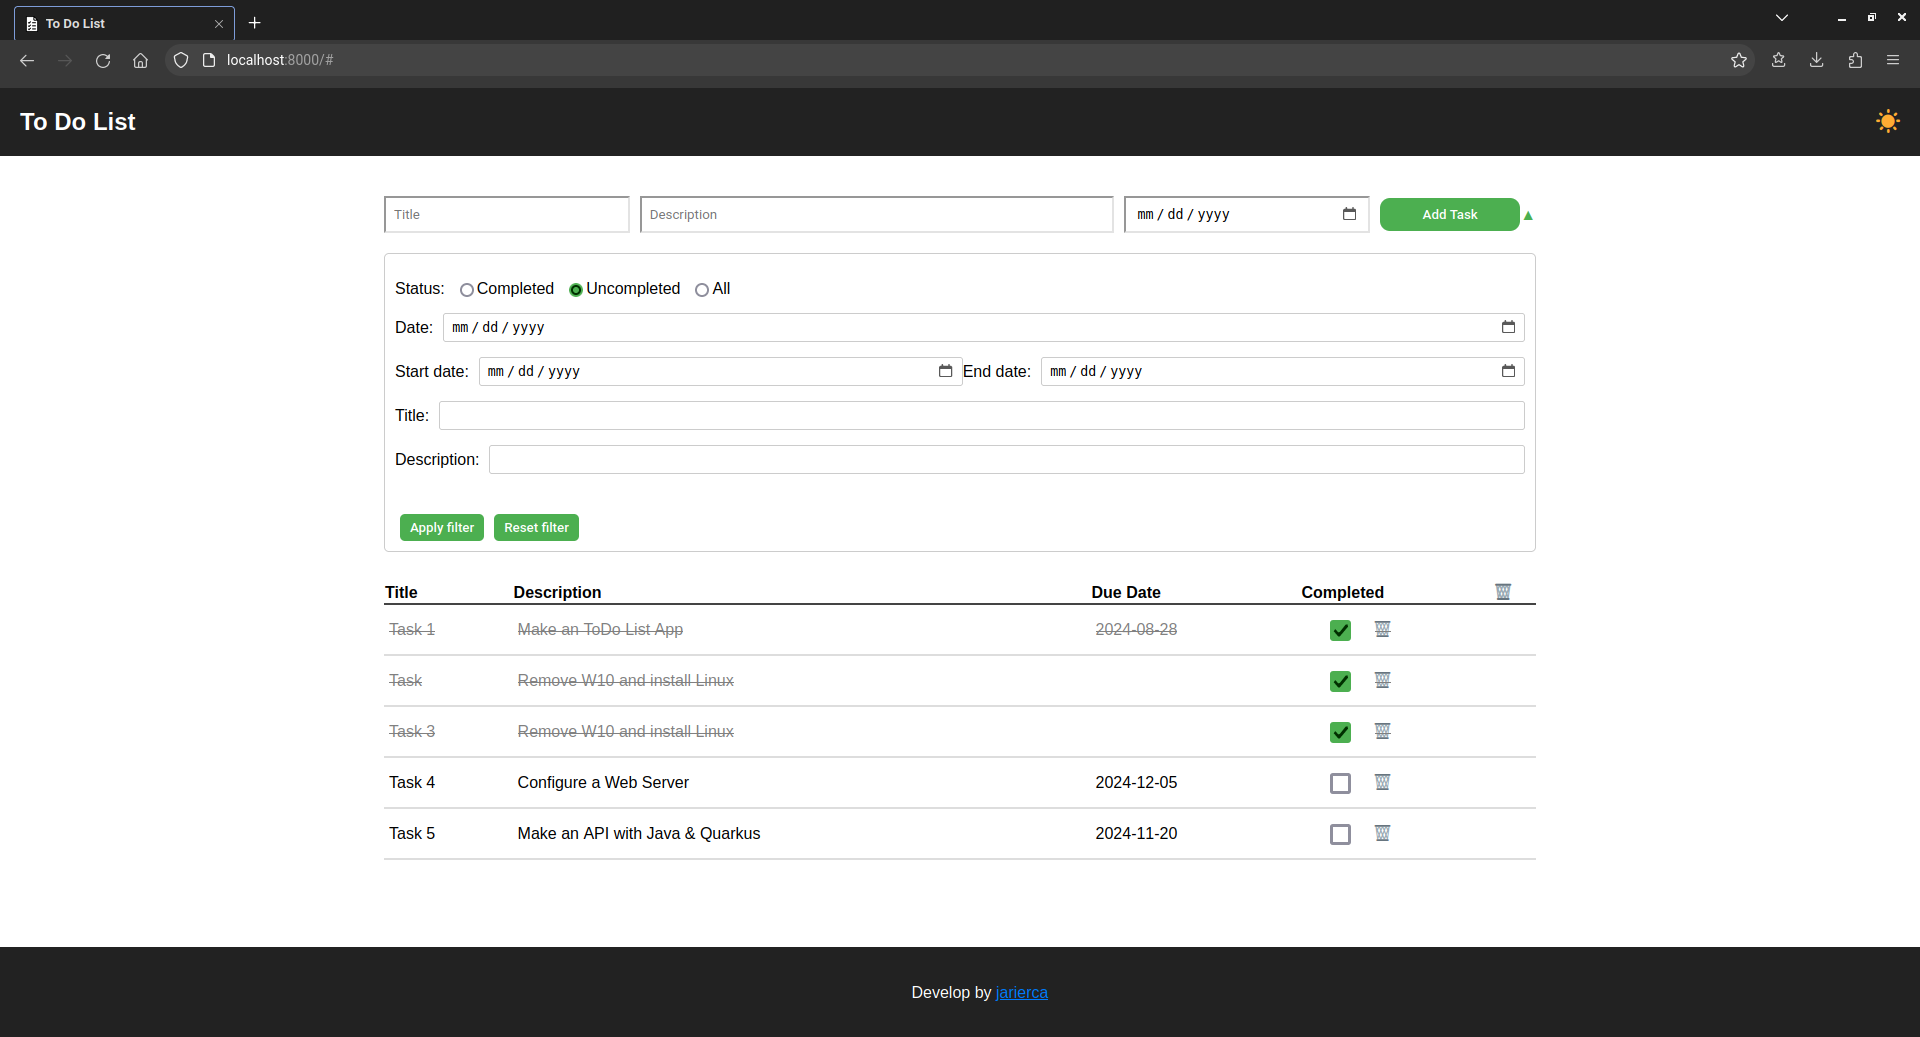 To Do List
localhost:8000/#
To Do List
Title Description mm/dd/yyyy Add Task ▲
Status: Completed Uncompleted All
Date: mm/dd/yyyy
Start date: mm/dd/yyyy End date: mm/dd/yyyy
Title:
Description:
Apply filter Reset filter
Title Description Due Date Completed
Task 1 Make an ToDo List App 2024-08-28
Task Remove W10 and install Linux
Task 3 Remove W10 and install Linux
Task 4 Configure a Web Server 2024-12-05
Task 5 Make an API with Java & Quarkus 2024-11-20
Develop by jarierca